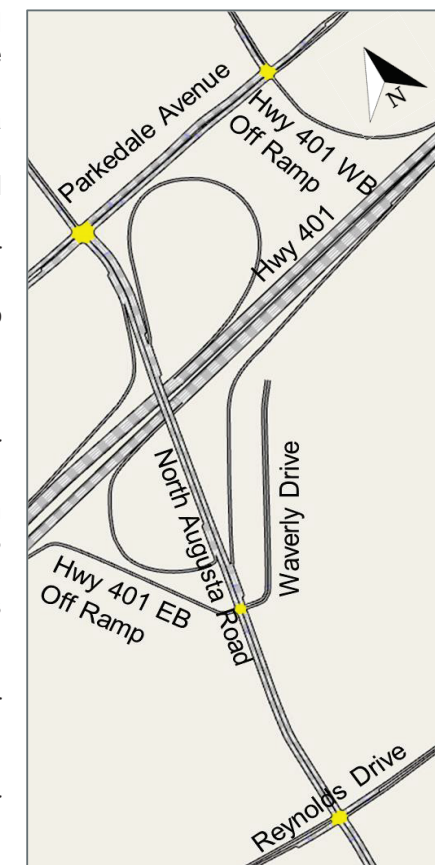 Parkedale Avenue
Hwy 401 WB
Off Ramp
N
Hwy 401
North Augusta Road
Waverly Drive
Hwy 401 EB
Off Ramp
Reynolds Drive